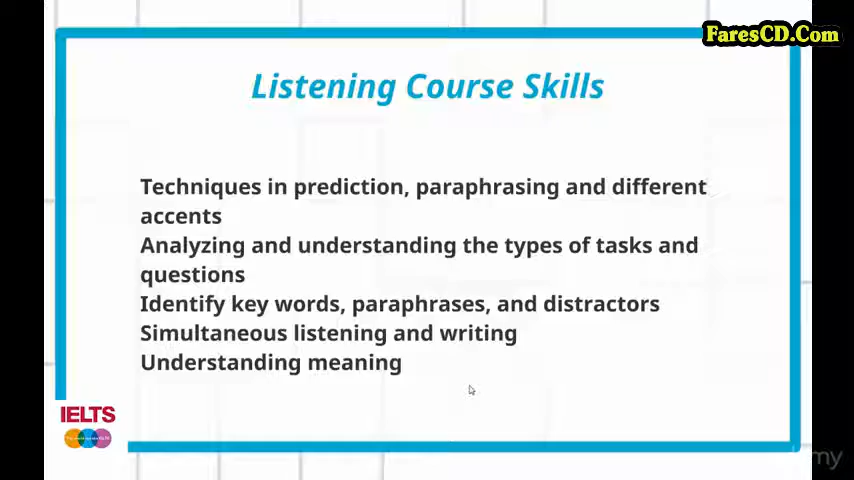 FaresCD.Com
Listening Course Skills
Techniques in prediction, paraphrasing and different
accents
Analyzing and understanding the types of tasks and
questions
Identify key words, paraphrases, and distractors
Simultaneous listening and writing
Understanding meaning
IELTS